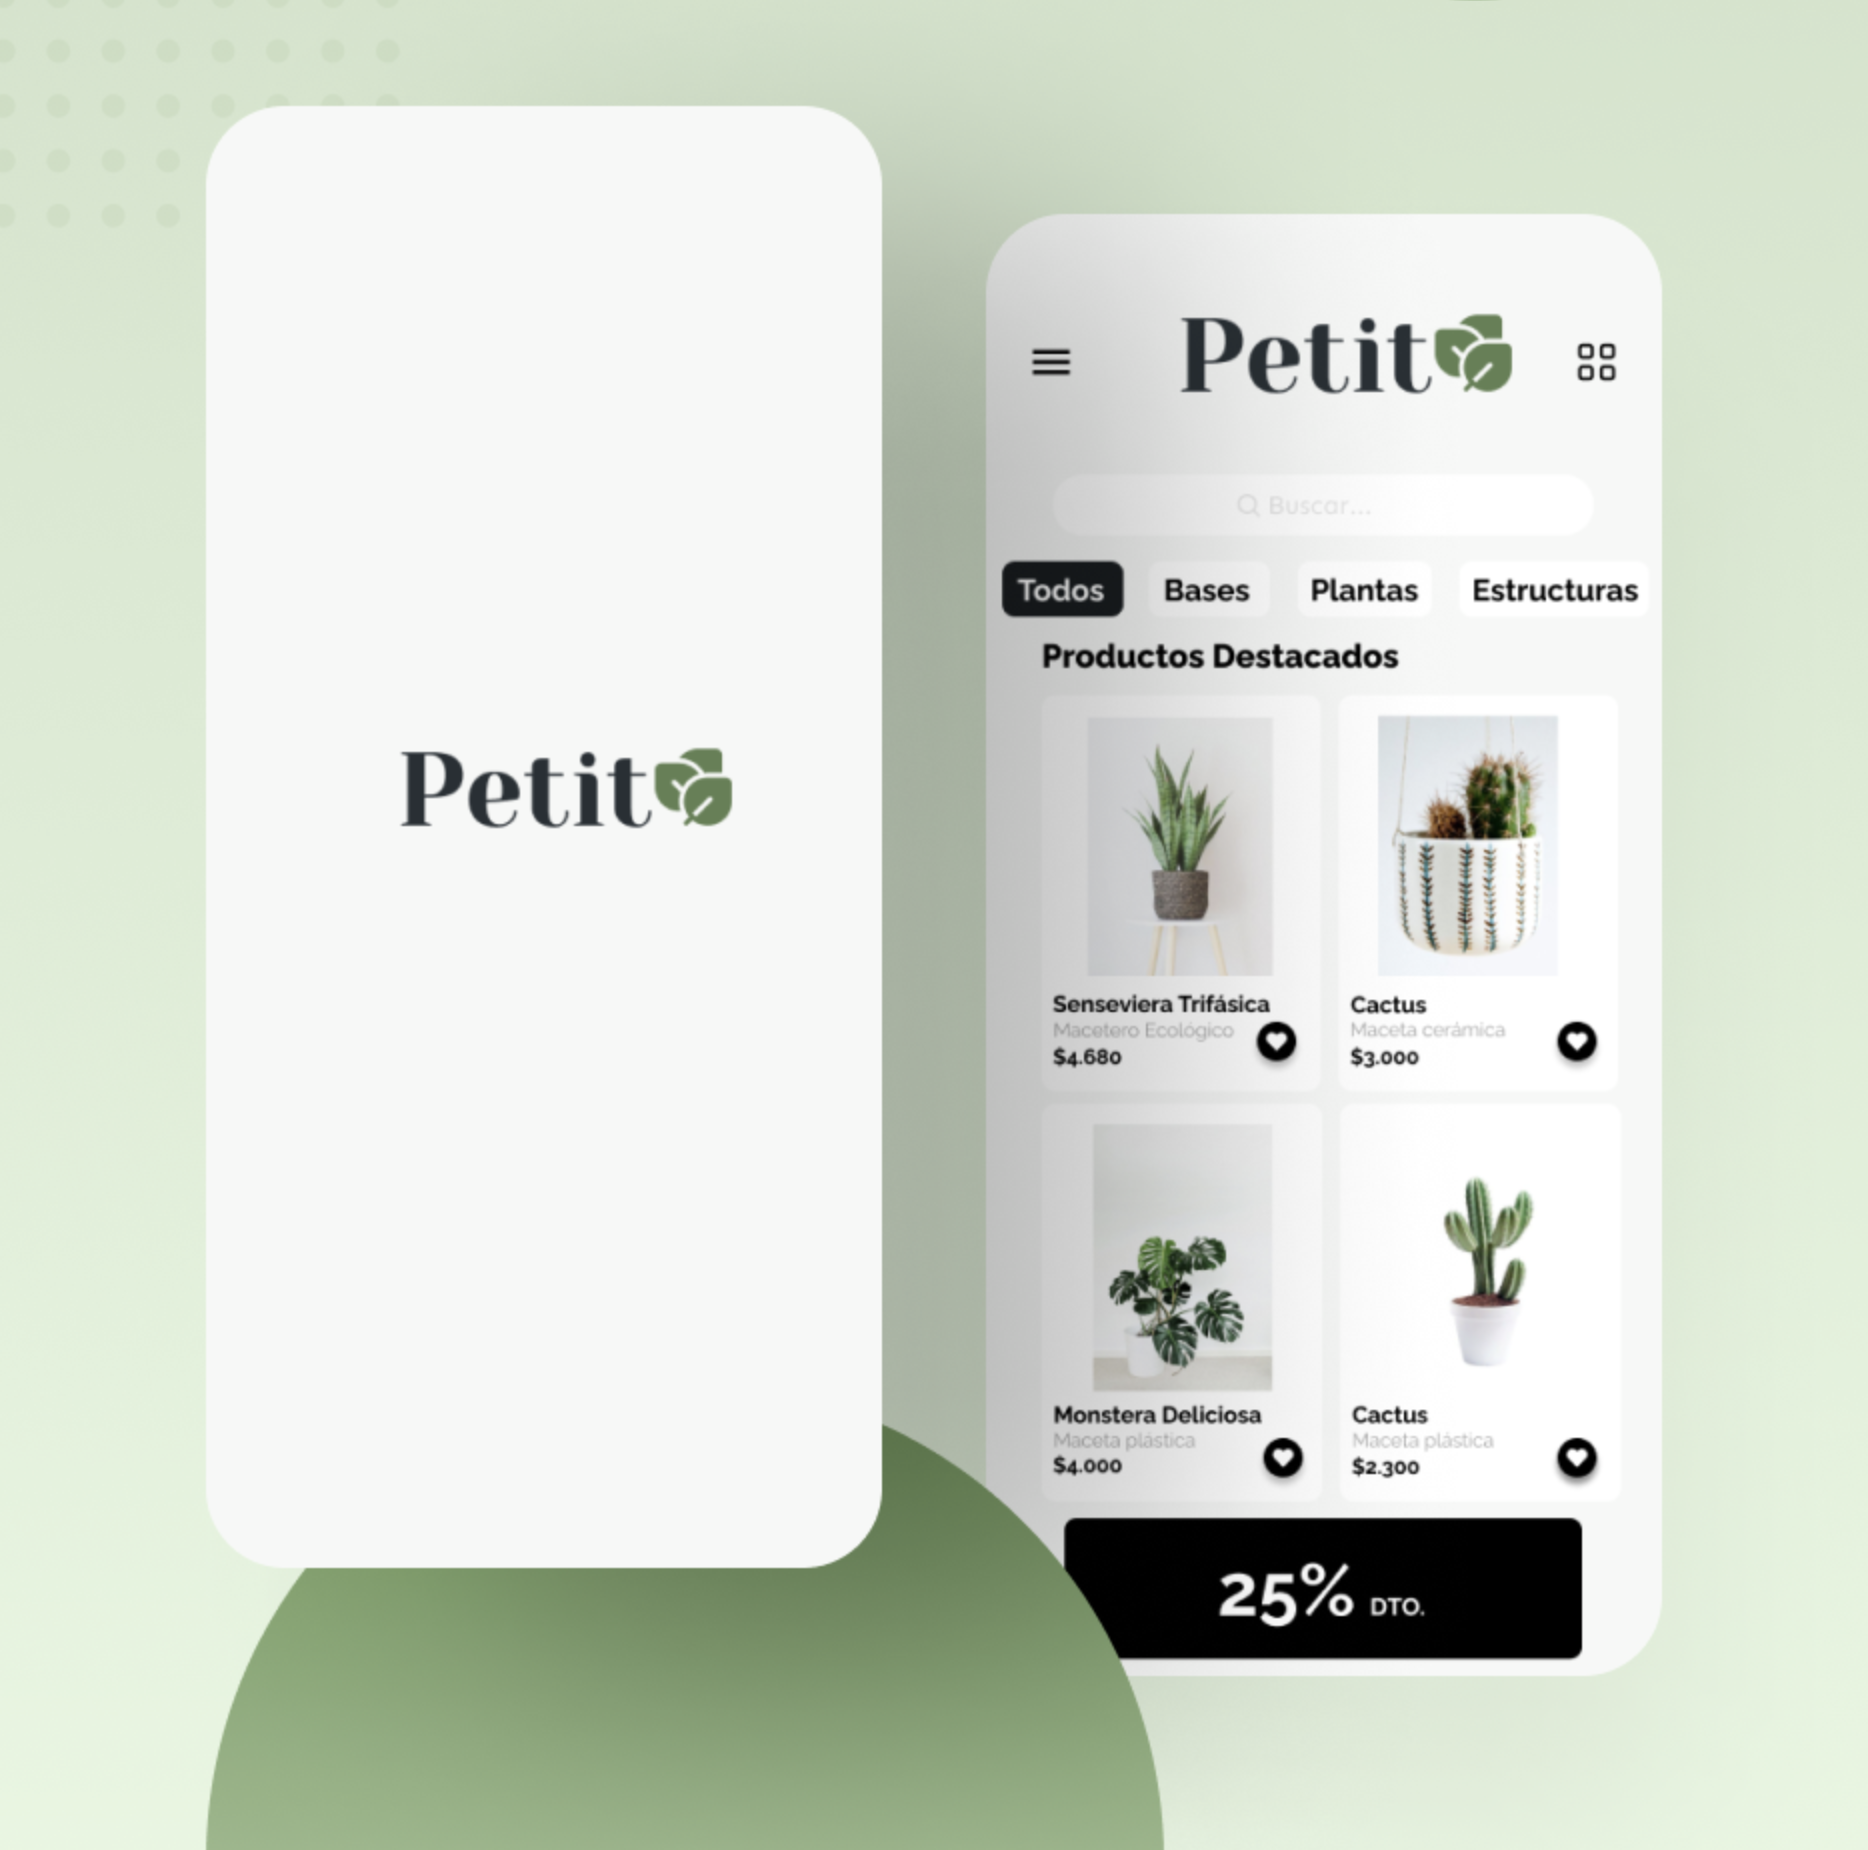 Petit
Petit
Buscar...
Todos Bases Plantas Estructuras
Productos Destacados
Senseviera Trifásica
Macetero Ecológico
$4.680
Cactus
Maceta cerámica
$3.000
Monstera Deliciosa
Maceta plástica
$4.000
Cactus
Maceta plástica
$2.300
25% DTO.